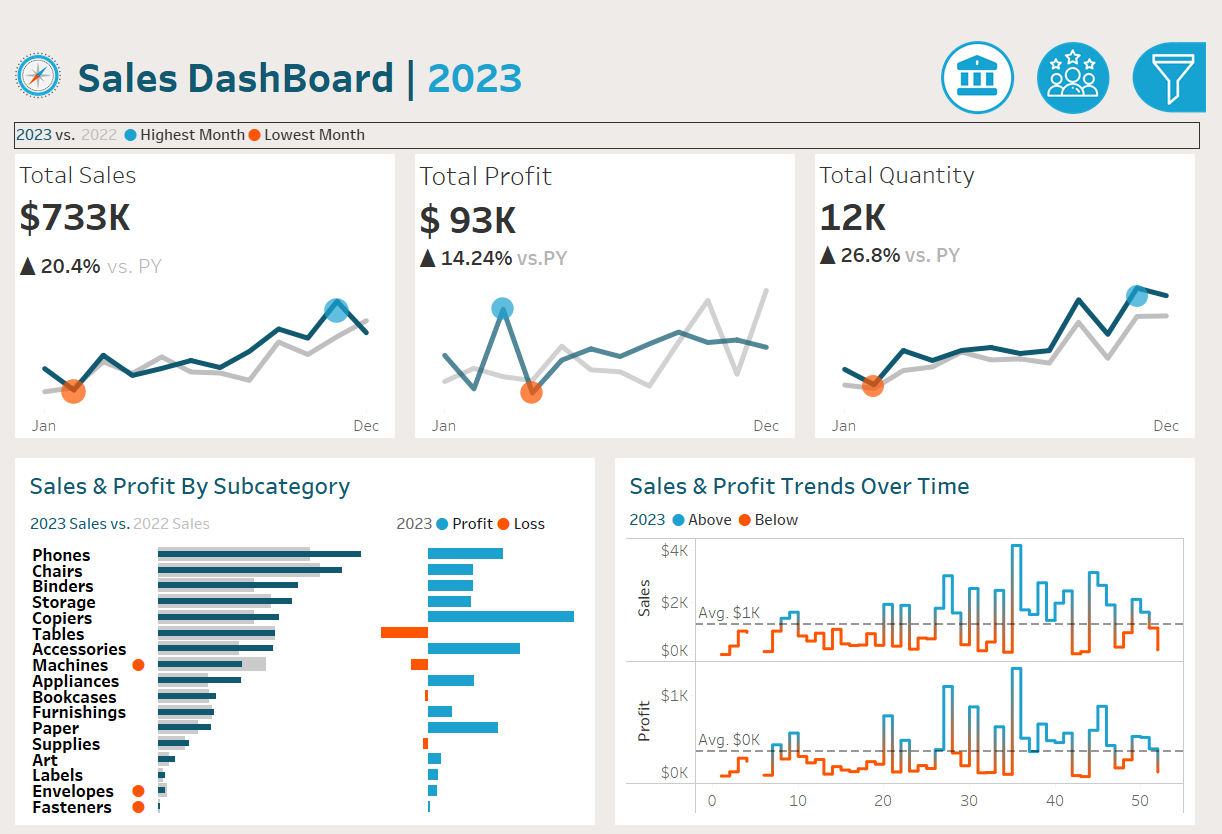 Sales DashBoard | 2023
2023 vs. 2022 Highest Month Lowest Month
Total Sales
$733K
▲ 20.4% vs. PY
Jan Dec
Total Profit
$ 93K
▲ 14.24% vs.PY
Jan Dec
Total Quantity
12K
▲ 26.8% vs. PY
Jan Dec
Sales & Profit By Subcategory
2023 Sales vs. 2022 Sales
2023 Profit Loss
Phones
Chairs
Binders
Storage
Copiers
Tables
Accessories
Machines
Appliances
Bookcases
Furnishings
Paper
Supplies
Art
Labels
Envelopes
Fasteners
Sales & Profit Trends Over Time
2023 Above Below
Sales
$4K
$2K
$0K
Avg. $1K
Profit
$1K
$0K
Avg. $0K
0 10 20 30 40 50